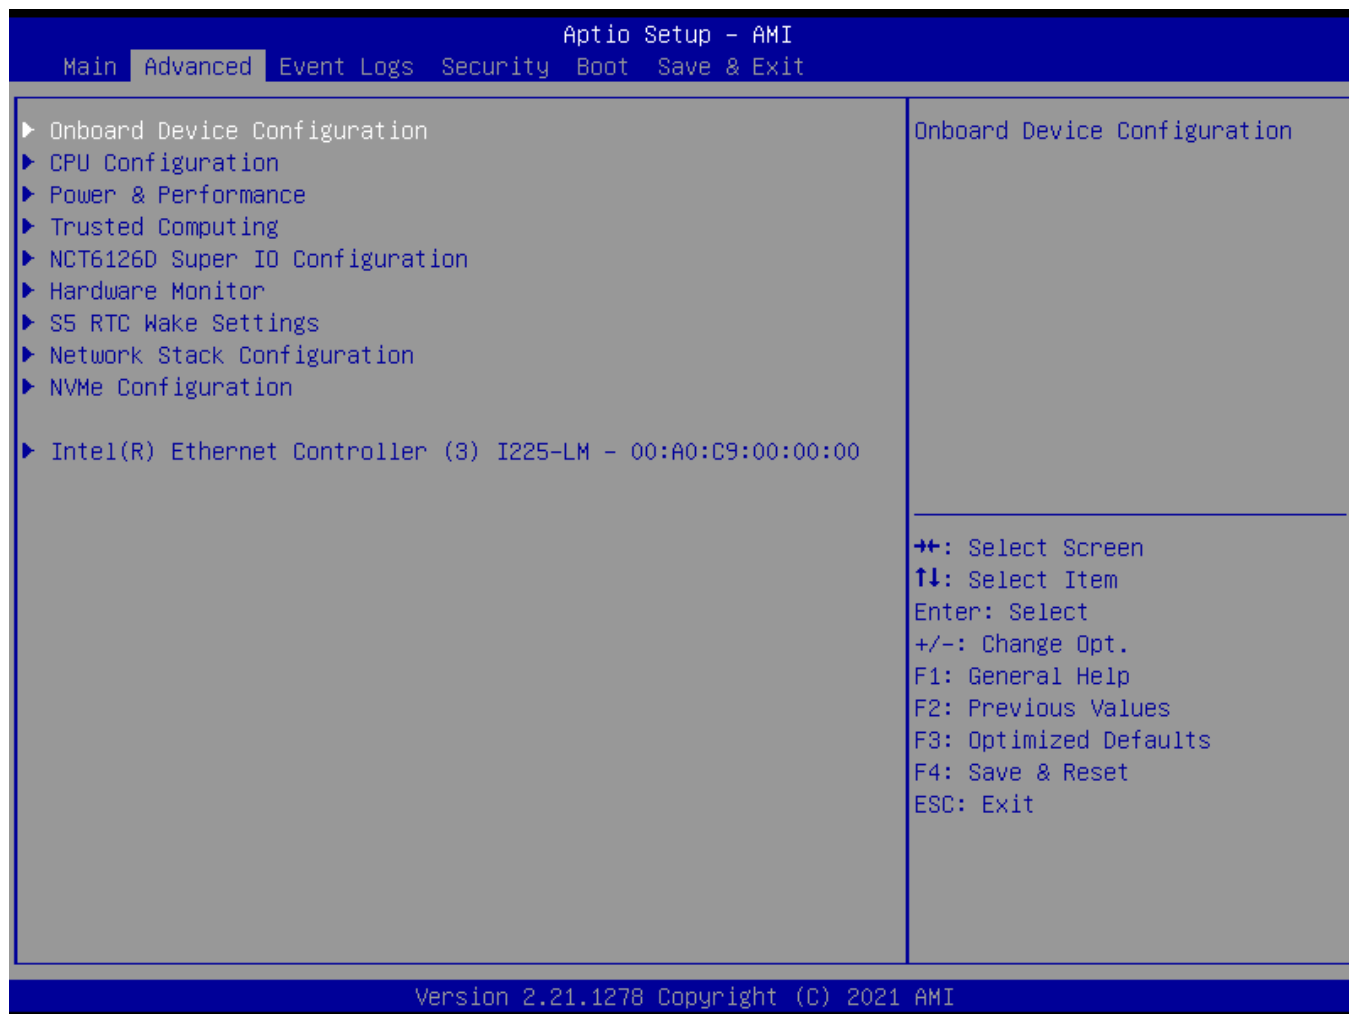 Aptio Setup – AMI
Main Advanced Event Logs Security Boot Save & Exit
Onboard Device Configuration
CPU Configuration
Power & Performance
Trusted Computing
NCT6126D Super IO Configuration
Hardware Monitor
S5 RTC Wake Settings
Network Stack Configuration
NVMe Configuration
Intel(R) Ethernet Controller (3) I225-LM – 00:A0:C9:00:00:00
Onboard Device Configuration
→←: Select Screen
↑↓: Select Item
Enter: Select
+/-: Change Opt.
F1: General Help
F2: Previous Values
F3: Optimized Defaults
F4: Save & Reset
ESC: Exit
Version 2.21.1278 Copyright (C) 2021 AMI